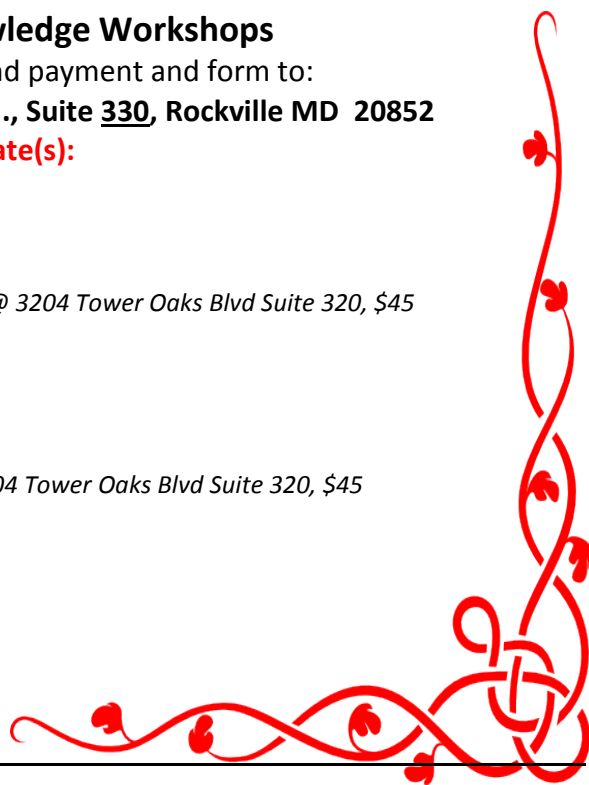 wledge Workshops
nd payment and form to:
., Suite 330, Rockville MD  20852
ate(s):
@ 3204 Tower Oaks Blvd Suite 320, $45
04 Tower Oaks Blvd Suite 320, $45